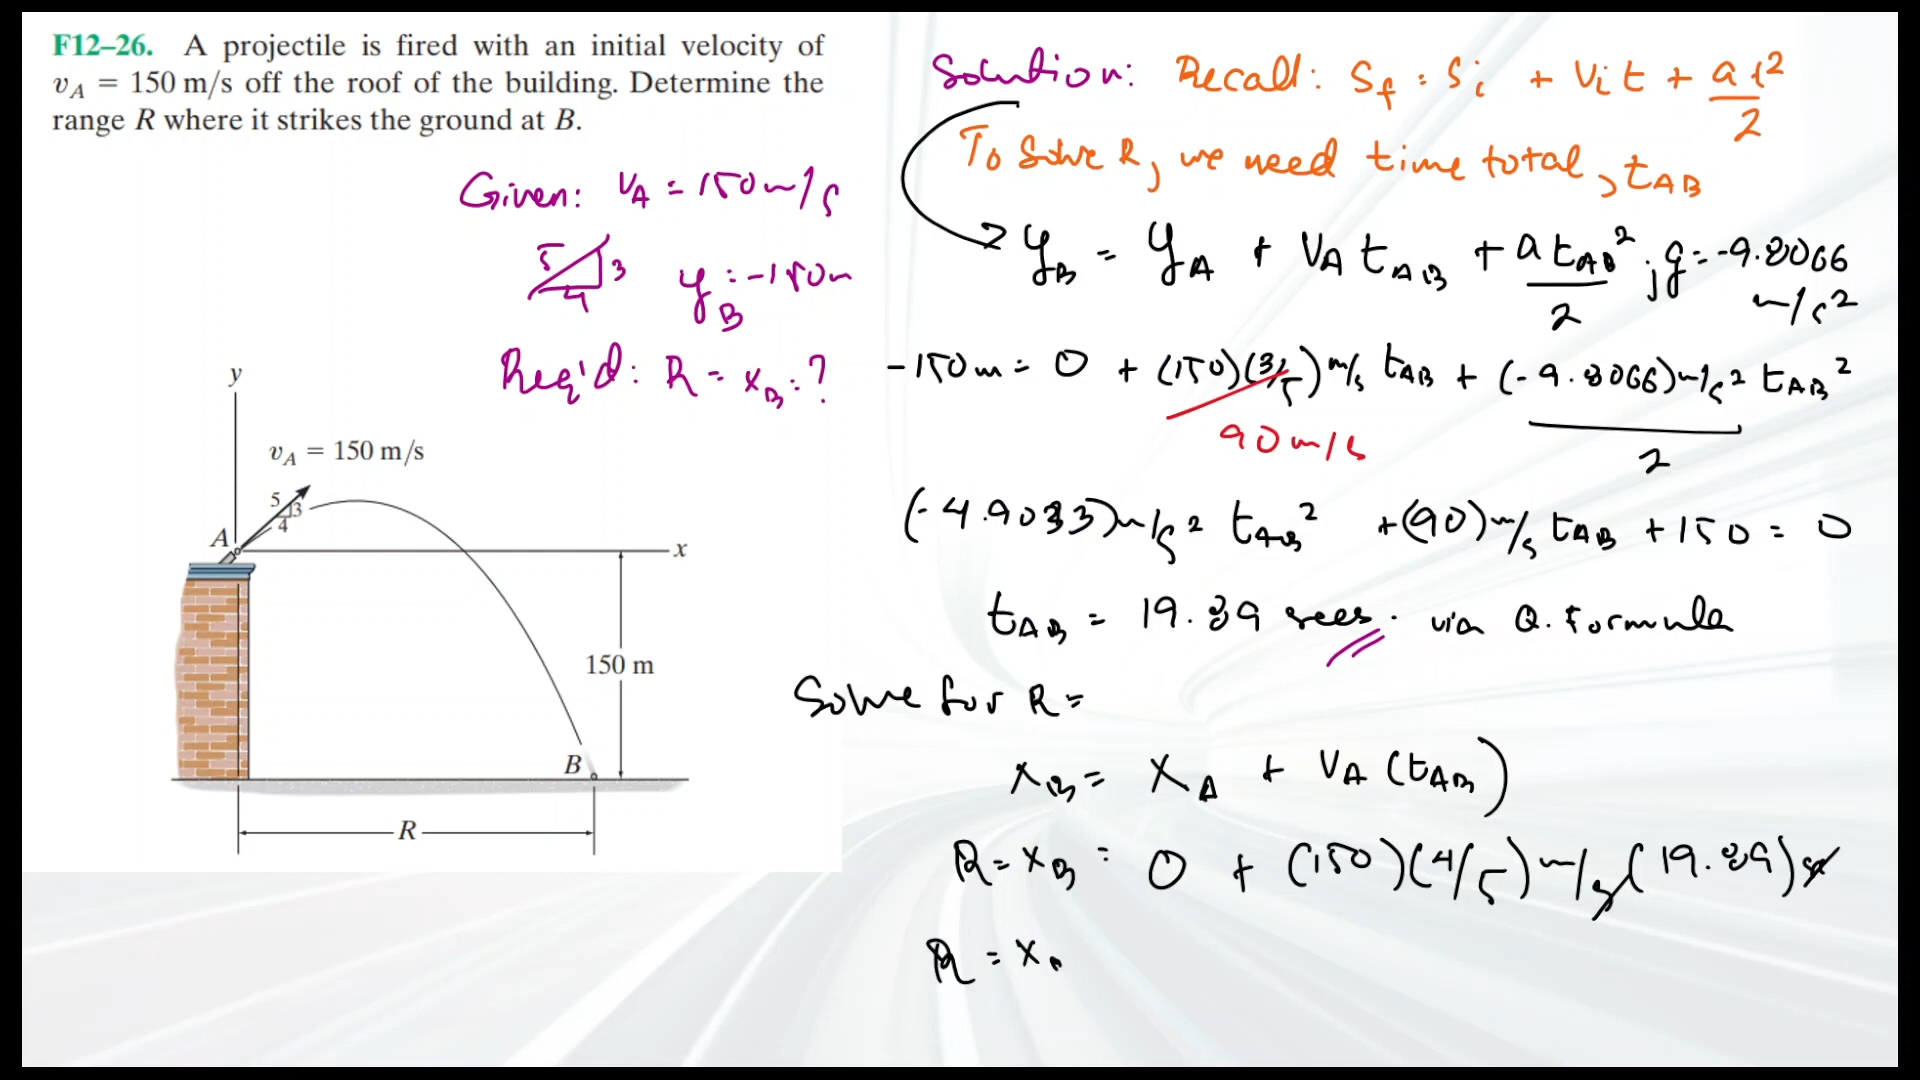 F12–26. A projectile is fired with an initial velocity of
vA = 150 m/s off the roof of the building. Determine the
range R where it strikes the ground at B.
Given: vA = 150 m/s
5 3 4
yB = -150m
Req'd: R = xB = ?
y
vA = 150 m/s
5 3 4
A
x
150 m
B
R
Solution: Recall: Sf = Si + Vit + at²/2
To Solve R, we need time total, tAB
yB = yA + VA tAB + a tAB²/2 ; g = -9.8066 m/s²
-150m = 0 + (150)(3/5) m/s tAB + (-9.8066) m/s² tAB²/2
90 m/s
(-4.9033) m/s² tAB² + (90) m/s tAB + 150 = 0
tAB = 19.89 secs. via Q. Formula
Solve for R =
xB = xA + VA (tAB)
R = xB = 0 + (150)(4/5) m/s (19.89) s
R = x